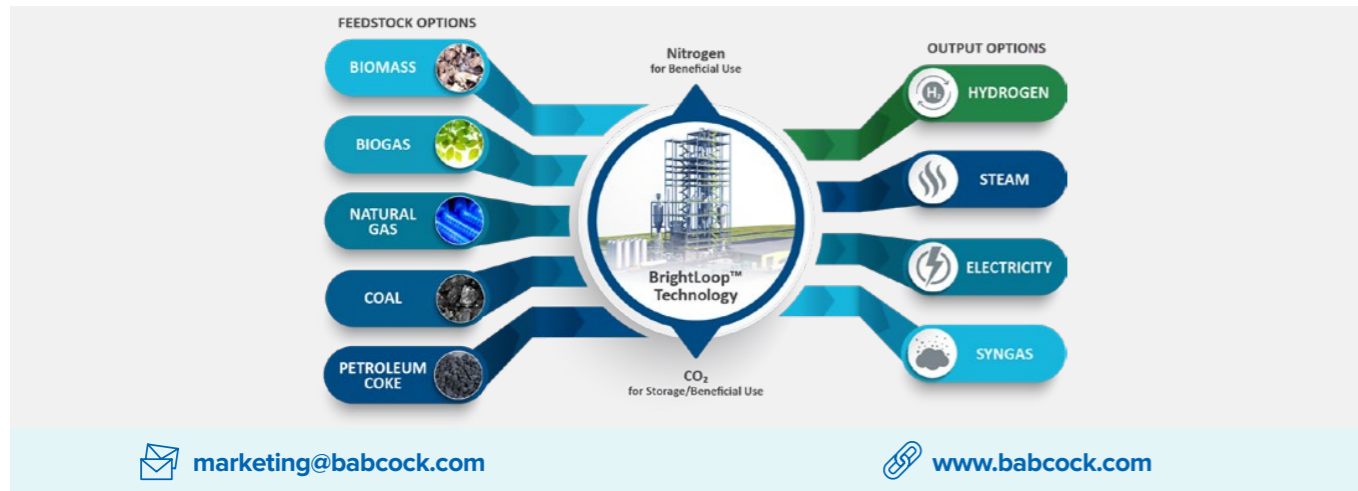 FEEDSTOCK OPTIONS
BIOMASS
BIOGAS
NATURAL
GAS
COAL
PETROLEUM
COKE
Nitrogen
for Beneficial Use
BrightLoop™
Technology
CO₂
for Storage/Beneficial Use
OUTPUT OPTIONS
H₂
HYDROGEN
STEAM
ELECTRICITY
SYNGAS
marketing@babcock.com
www.babcock.com